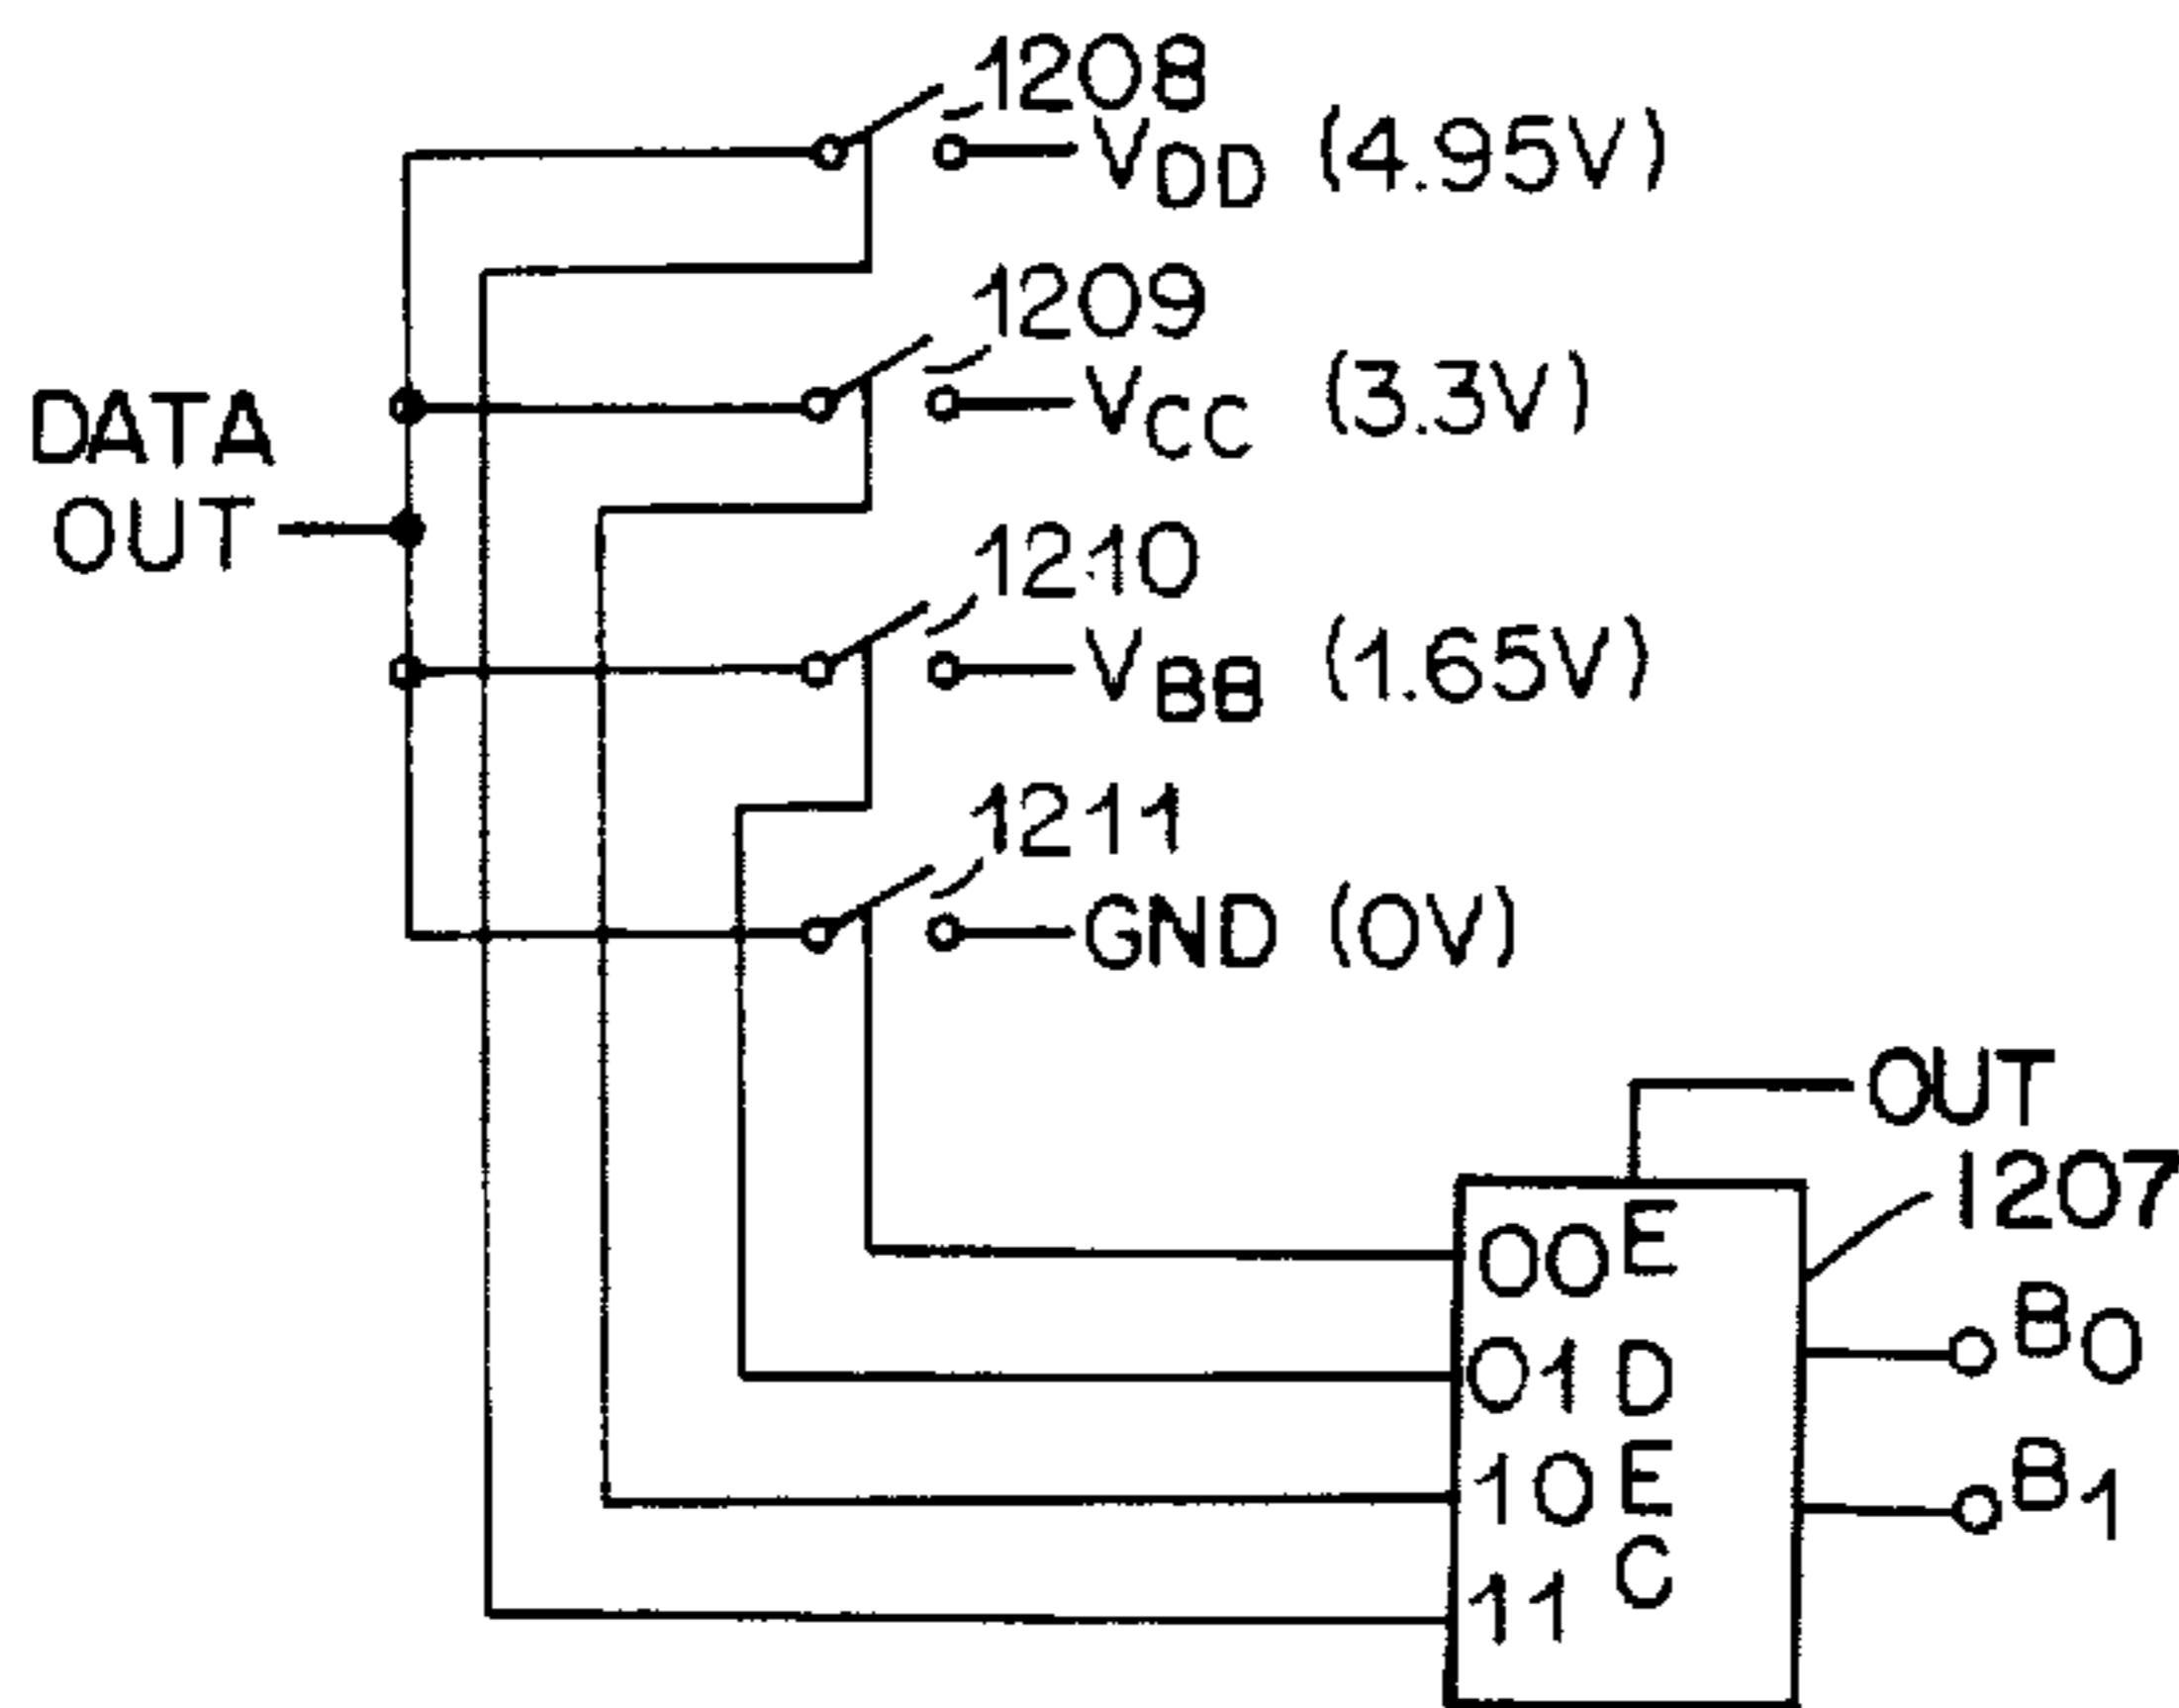 1208
VDD (4.95V)
1209
VCC (3.3V)
DATA
OUT
1210
VBB (1.65V)
1211
GND (0V)
OUT
1207
00 E
01 D
10 E
11 C
B0
B1